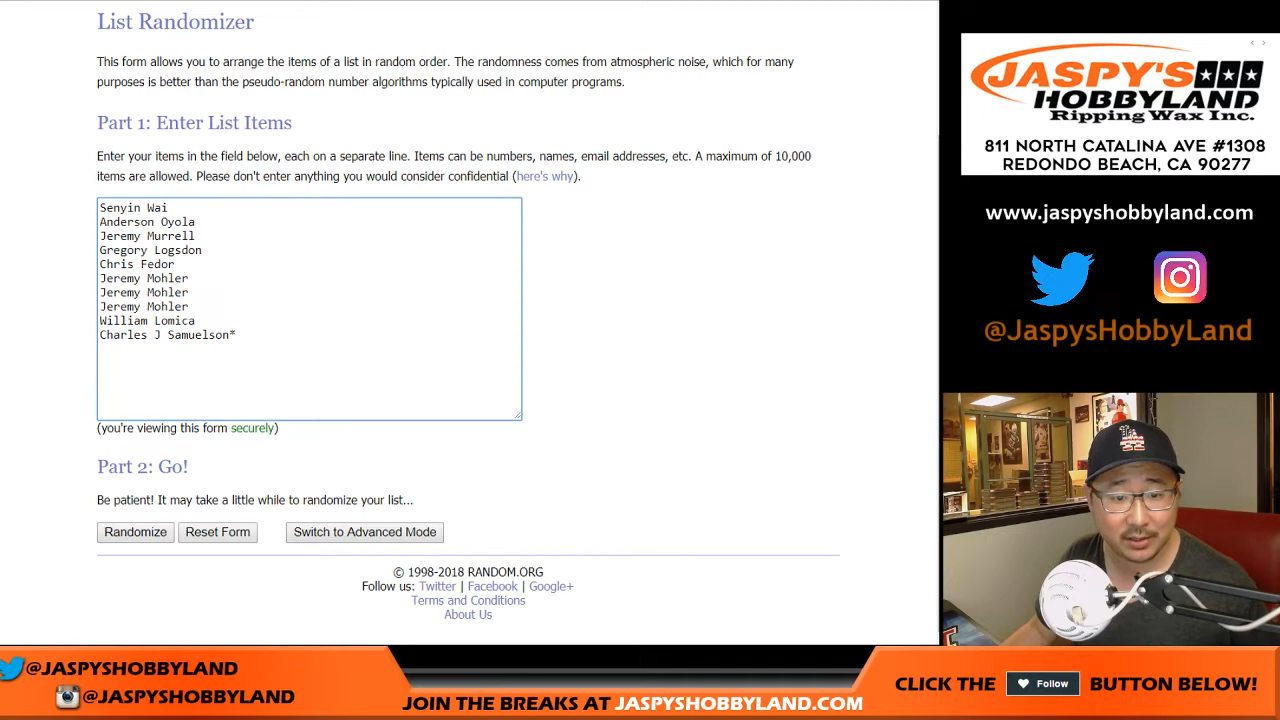 List Randomizer
This form allows you to arrange the items of a list in random order. The randomness comes from atmospheric noise, which for many
purposes is better than the pseudo-random number algorithms typically used in computer programs.
Part 1: Enter List Items
Enter your items in the field below, each on a separate line. Items can be numbers, names, email addresses, etc. A maximum of 10,000
items are allowed. Please don't enter anything you would consider confidential (here's why).
Senyin Wai
Anderson Oyola
Jeremy Murrell
Gregory Logsdon
Chris Fedor
Jeremy Mohler
Jeremy Mohler
Jeremy Mohler
William Lomica
Charles J Samuelson*
(you're viewing this form securely)
Part 2: Go!
Be patient! It may take a little while to randomize your list...
Randomize
Reset Form
Switch to Advanced Mode
© 1998-2018 RANDOM.ORG
Follow us: Twitter | Facebook | Google+
Terms and Conditions
About Us
JASPY'S
HOBBYLAND
Ripping Wax Inc.
811 NORTH CATALINA AVE #1308
REDONDO BEACH, CA 90277
www.jaspyshobbyland.com
@JaspysHobbyLand
@JASPYSHOBBYLAND
@JASPYSHOBBYLAND
JOIN THE BREAKS AT JASPYSHOBBYLAND.COM
CLICK THE
Follow
BUTTON BELOW!